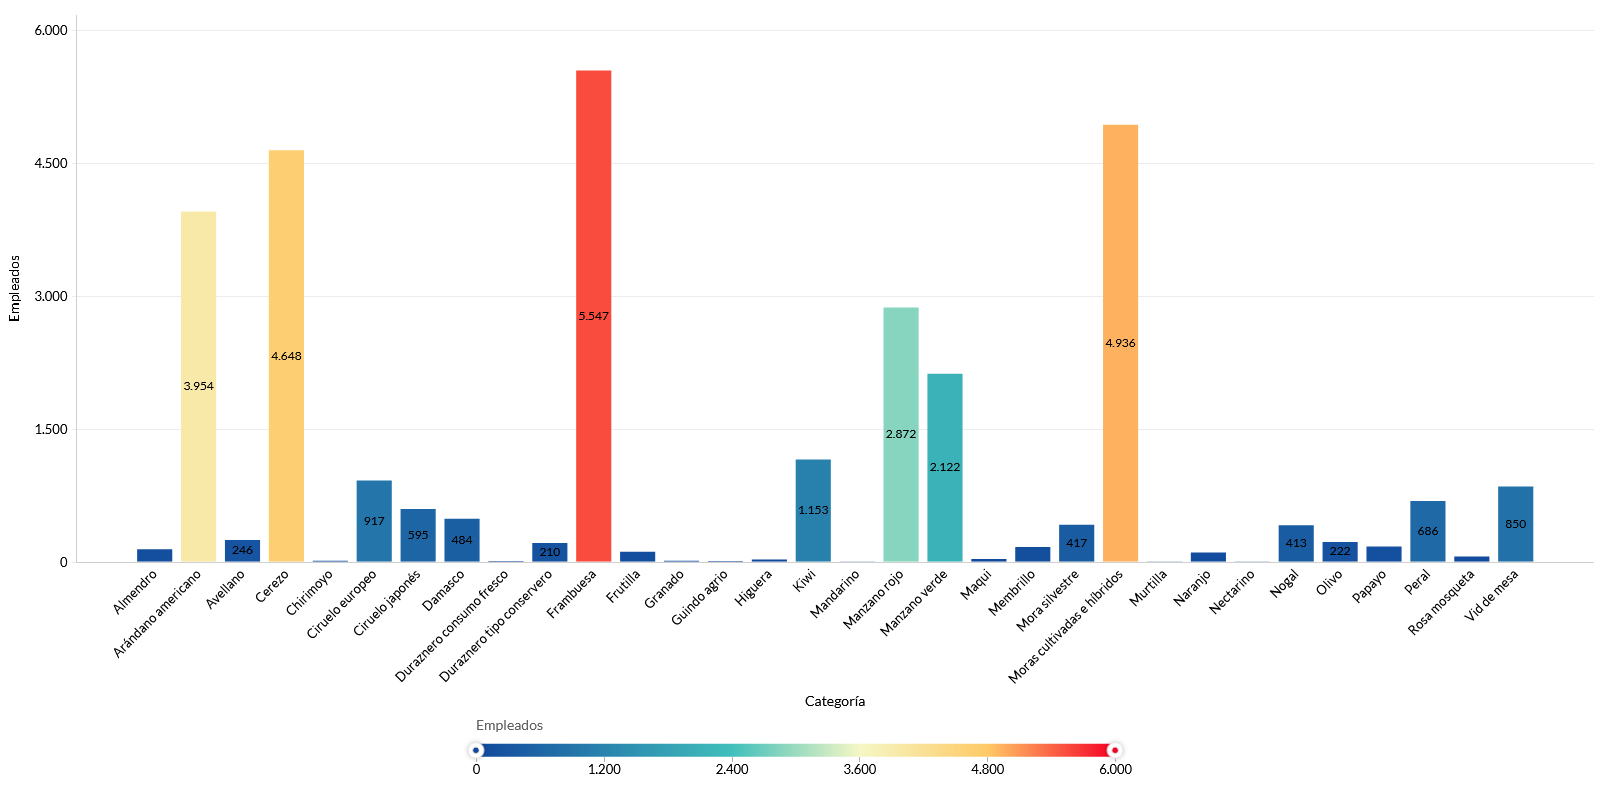 6.000
4.500
3.000
1.500
0
Empleados
3.954
246
4.648
917
595
484
210
5.547
1.153
2.872
2.122
417
4.936
413
222
686
850
Almendro
Arándano americano
Avellano
Cerezo
Chirimoyo
Ciruelo europeo
Ciruelo japonés
Damasco
Duraznero consumo fresco
Duraznero tipo conservero
Frambuesa
Frutilla
Granado
Guindo agrio
Higuera
Kiwi
Mandarino
Manzano rojo
Manzano verde
Maqui
Membrillo
Mora silvestre
Moras cultivadas e híbridos
Murtilla
Naranjo
Nectarino
Nogal
Olivo
Papayo
Peral
Rosa mosqueta
Vid de mesa
Categoría
Empleados
0
1.200
2.400
3.600
4.800
6.000